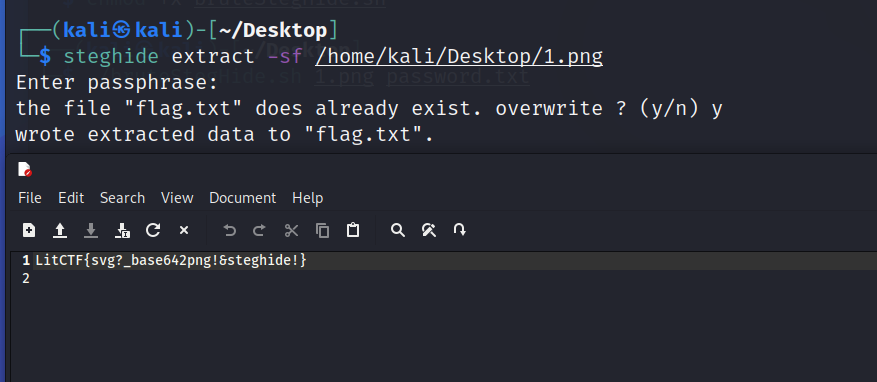 ┌──(kali㉿kali)-[~/Desktop]
└─$ steghide extract -sf /home/kali/Desktop/1.png
Enter passphrase:
the file "flag.txt" does already exist. overwrite ? (y/n) y
wrote extracted data to "flag.txt".
File Edit Search View Document Help
1 LitCTF{svg?_base642png!&steghide!}
2